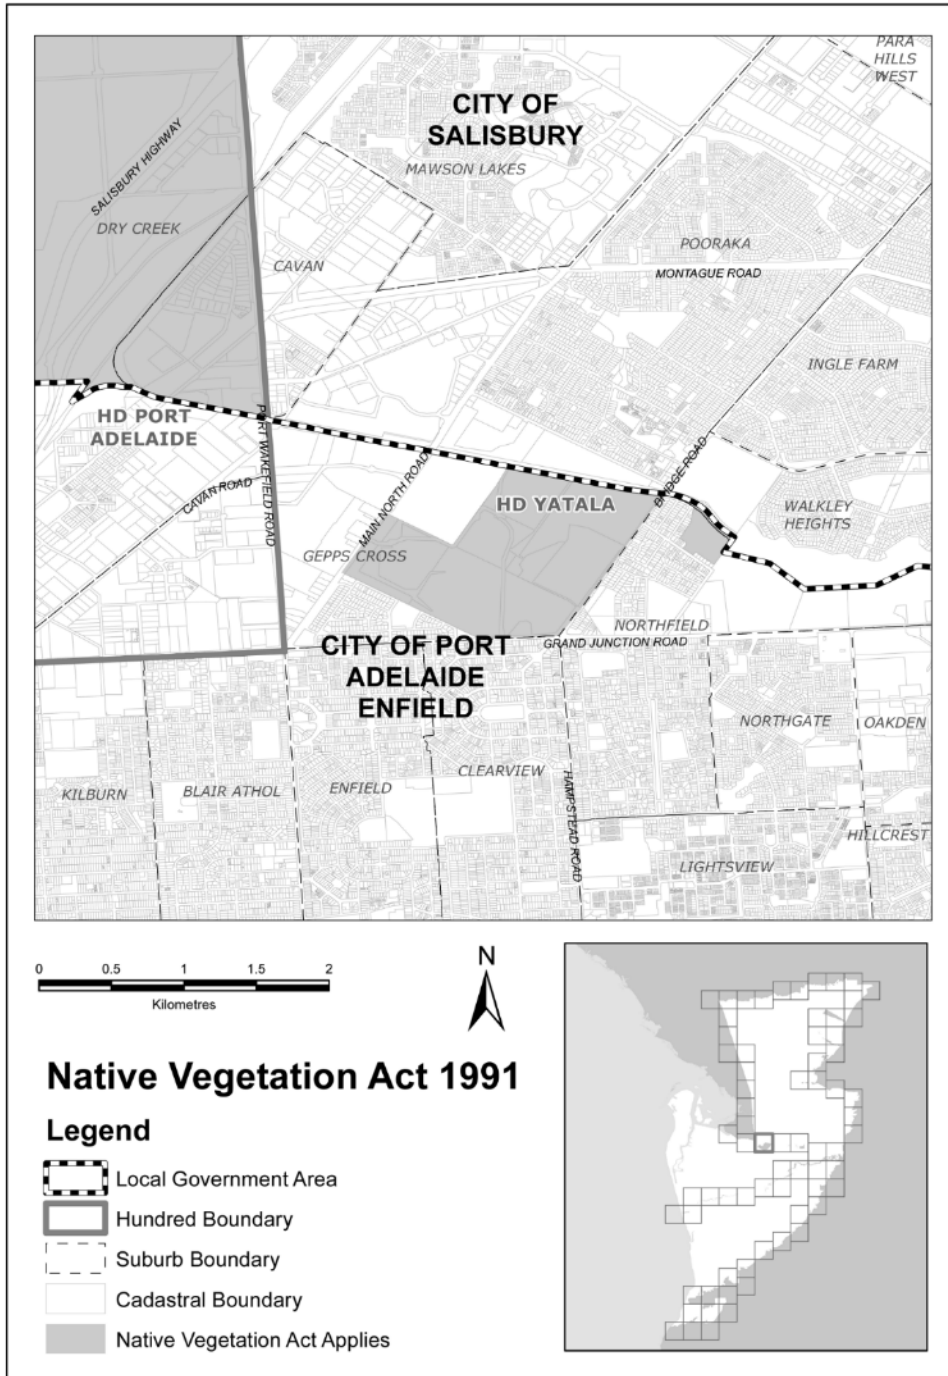 PARA
HILLS
WEST
CITY OF
SALISBURY
SALISBURY HIGHWAY
MAWSON LAKES
DRY CREEK
POORAKA
CAVAN
MONTAGUE ROAD
INGLE FARM
HD PORT
ADELAIDE
PORT WAKEFIELD ROAD
BRIDGE ROAD
MAIN NORTH ROAD
CAVAN ROAD
HD YATALA
WALKLEY
HEIGHTS
GEPPS CROSS
NORTHFIELD
GRAND JUNCTION ROAD
CITY OF PORT
ADELAIDE
ENFIELD
NORTHGATE
OAKDEN
KILBURN
BLAIR ATHOL
ENFIELD
CLEARVIEW
HAMPSTEAD ROAD
HILLCREST
LIGHTSVIEW
0 0.5 1 1.5 2
Kilometres
N
Native Vegetation Act 1991
Legend
Local Government Area
Hundred Boundary
Suburb Boundary
Cadastral Boundary
Native Vegetation Act Applies